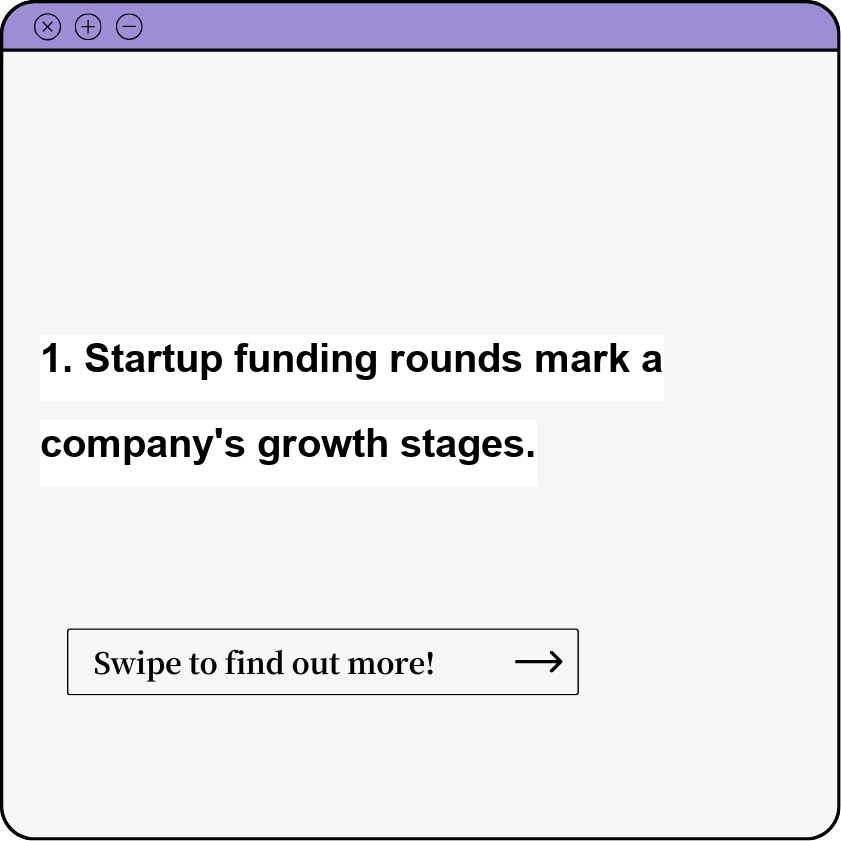 1. Startup funding rounds mark a
company's growth stages.
Swipe to find out more!